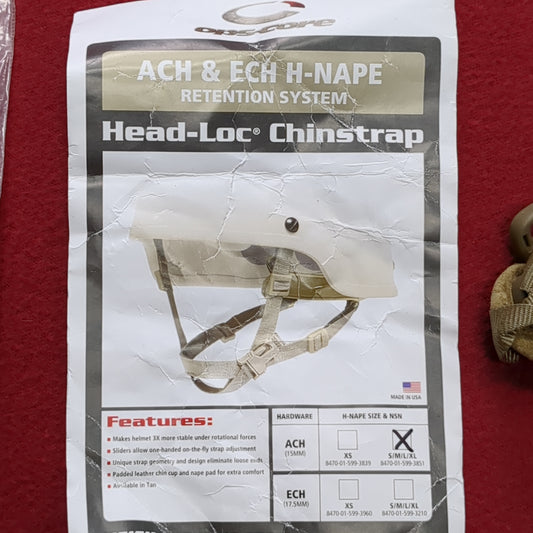 ops-core
ACH & ECH H-NAPE
RETENTION SYSTEM
Head-Loc® Chinstrap
MADE IN USA
Features:
• Makes helmet 3X more stable under rotational forces
• Sliders allow one-handed on-the-fly strap adjustment
• Unique strap geometry and design eliminate loose ends
• Padded leather chin cup and nape pad for extra comfort
• Available in Tan
HARDWARE H-NAPE SIZE & NSN
ACH
(15MM)
XS S/M/L/XL
8470-01-599-3839 8470-01-599-3851
ECH
(17.5MM)
XS S/M/L/XL
8470-01-599-3960 8470-01-599-3210